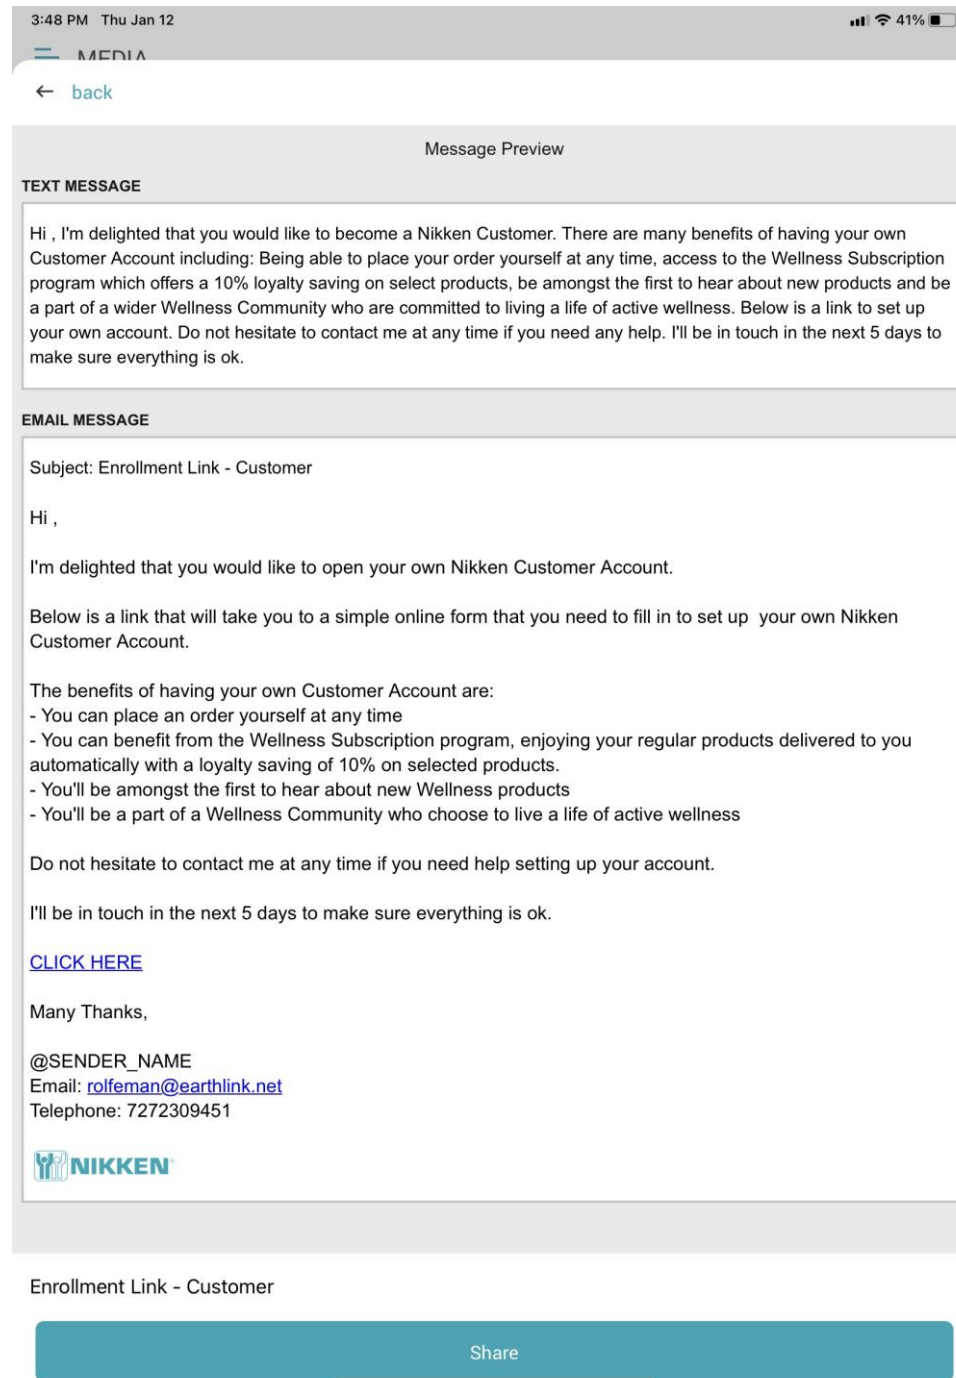 3:48 PM Thu Jan 12
41%
MEDIA
← back
Message Preview
TEXT MESSAGE
Hi , I'm delighted that you would like to become a Nikken Customer. There are many benefits of having your own
Customer Account including: Being able to place your order yourself at any time, access to the Wellness Subscription
program which offers a 10% loyalty saving on select products, be amongst the first to hear about new products and be
a part of a wider Wellness Community who are committed to living a life of active wellness. Below is a link to set up
your own account. Do not hesitate to contact me at any time if you need any help. I'll be in touch in the next 5 days to
make sure everything is ok.
EMAIL MESSAGE
Subject: Enrollment Link - Customer
Hi ,
I'm delighted that you would like to open your own Nikken Customer Account.
Below is a link that will take you to a simple online form that you need to fill in to set up  your own Nikken
Customer Account.
The benefits of having your own Customer Account are:
- You can place an order yourself at any time
- You can benefit from the Wellness Subscription program, enjoying your regular products delivered to you
automatically with a loyalty saving of 10% on selected products.
- You'll be amongst the first to hear about new Wellness products
- You'll be a part of a Wellness Community who choose to live a life of active wellness
Do not hesitate to contact me at any time if you need help setting up your account.
I'll be in touch in the next 5 days to make sure everything is ok.
CLICK HERE
Many Thanks,
@SENDER_NAME
Email: rolfeman@earthlink.net
Telephone: 7272309451
NIKKEN
Enrollment Link - Customer
Share